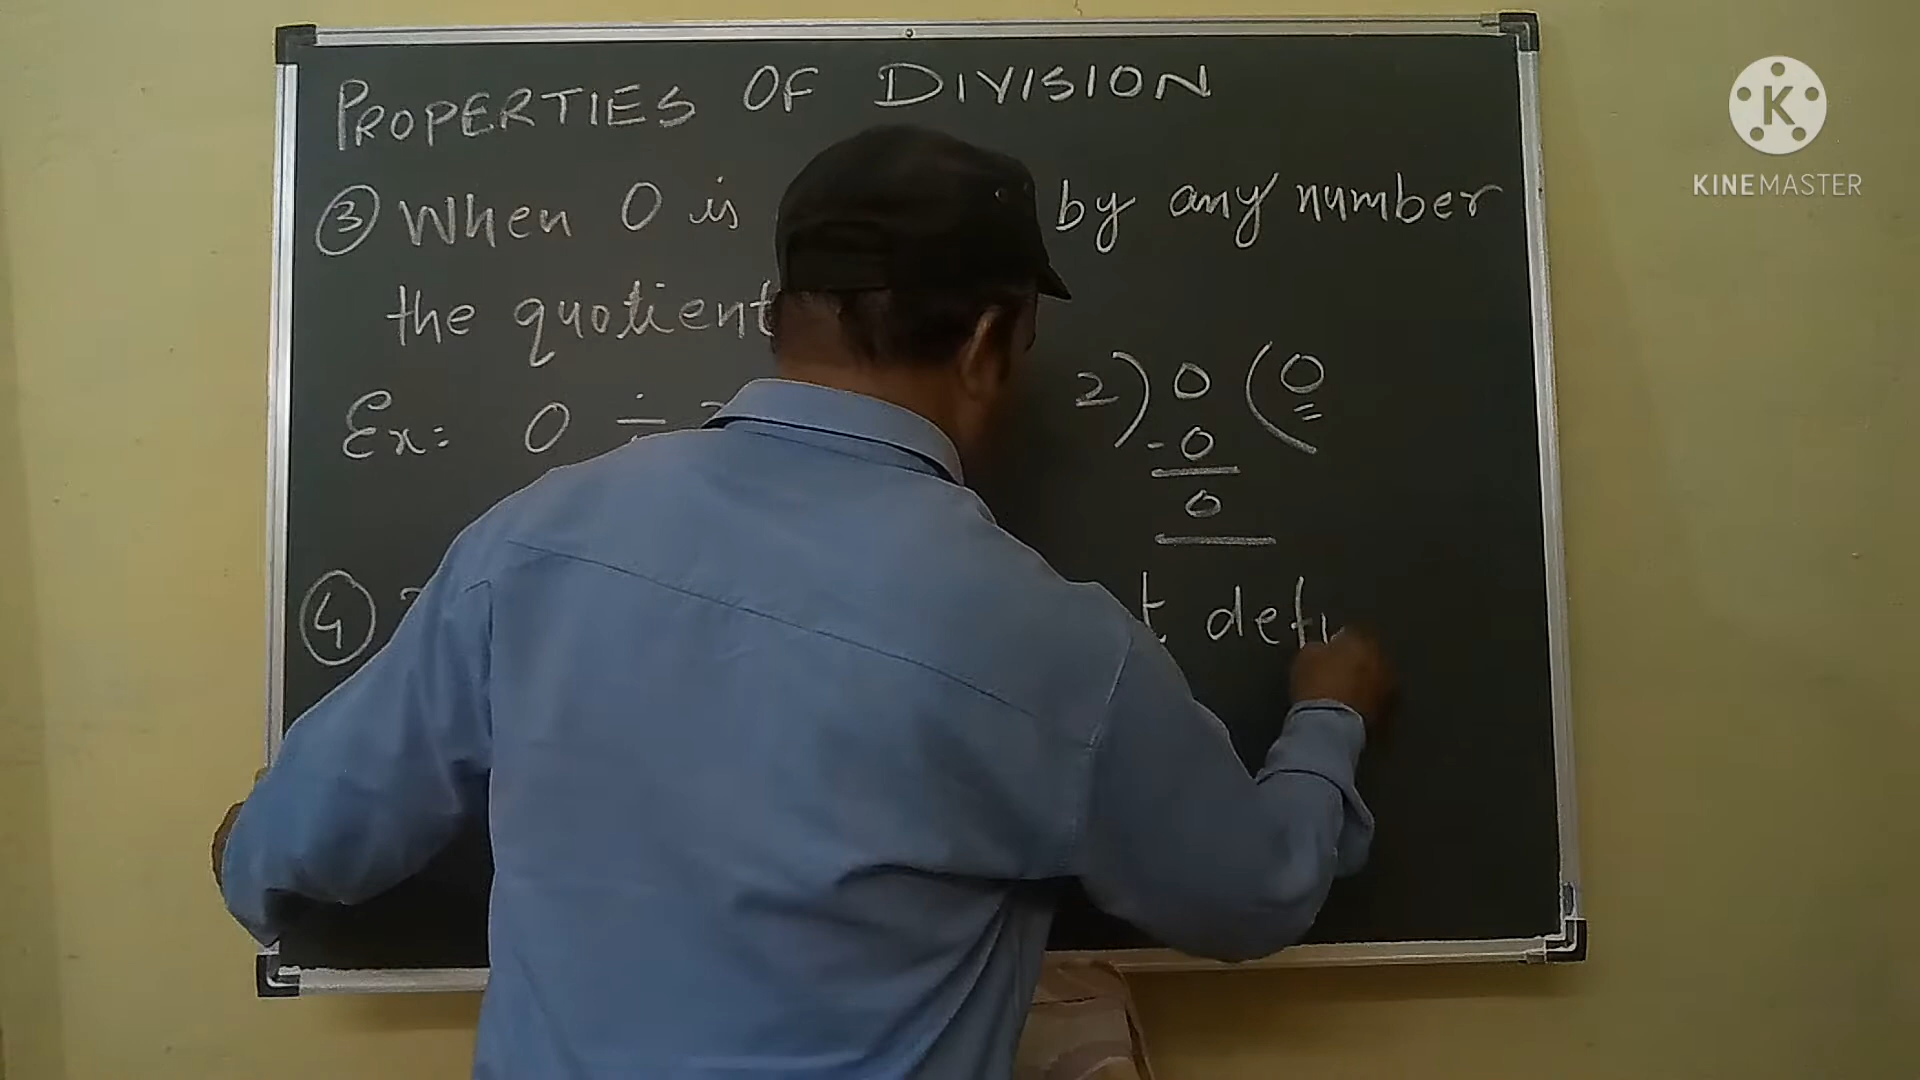 PROPERTIES OF DIVISION
③ When 0 is by any number
the quotient
Ex: 0 ÷
2) 0 (0
-0
0
④
KINEMASTER